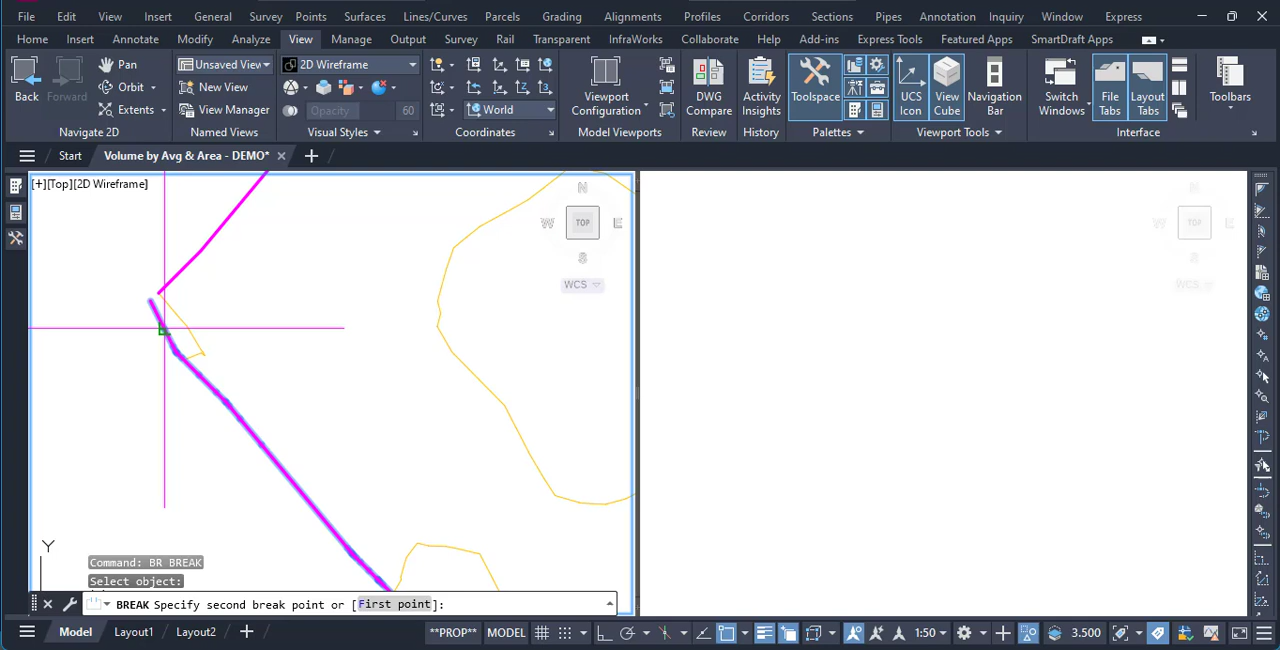 File Edit View Insert General Survey Points Surfaces Lines/Curves Parcels Grading Alignments Profiles Corridors Sections Pipes Annotation Inquiry Window Express
Home Insert Annotate Modify Analyze View Manage Output Survey Rail Transparent InfraWorks Collaborate Help Add-ins Express Tools Featured Apps SmartDraft Apps
Back Forward Pan Orbit Extents
Navigate 2D
Unsaved View
New View
View Manager
Named Views
2D Wireframe
Opacity 60
Visual Styles
World
Coordinates
Viewport Configuration
Model Viewports
DWG Compare
Review
Activity Insights
History
Toolspace
Palettes
UCS Icon View Cube Navigation Bar
Viewport Tools
Switch Windows File Tabs Layout Tabs
Interface
Toolbars
Start Volume by Avg & Area - DEMO*
[+][Top][2D Wireframe]
N
W TOP E
S
WCS
N
W TOP E
S
WCS
Y
Command: BR BREAK
Select object:
BREAK Specify second break point or [First point]:
Model Layout1 Layout2 **PROP** MODEL 1:50 3.500